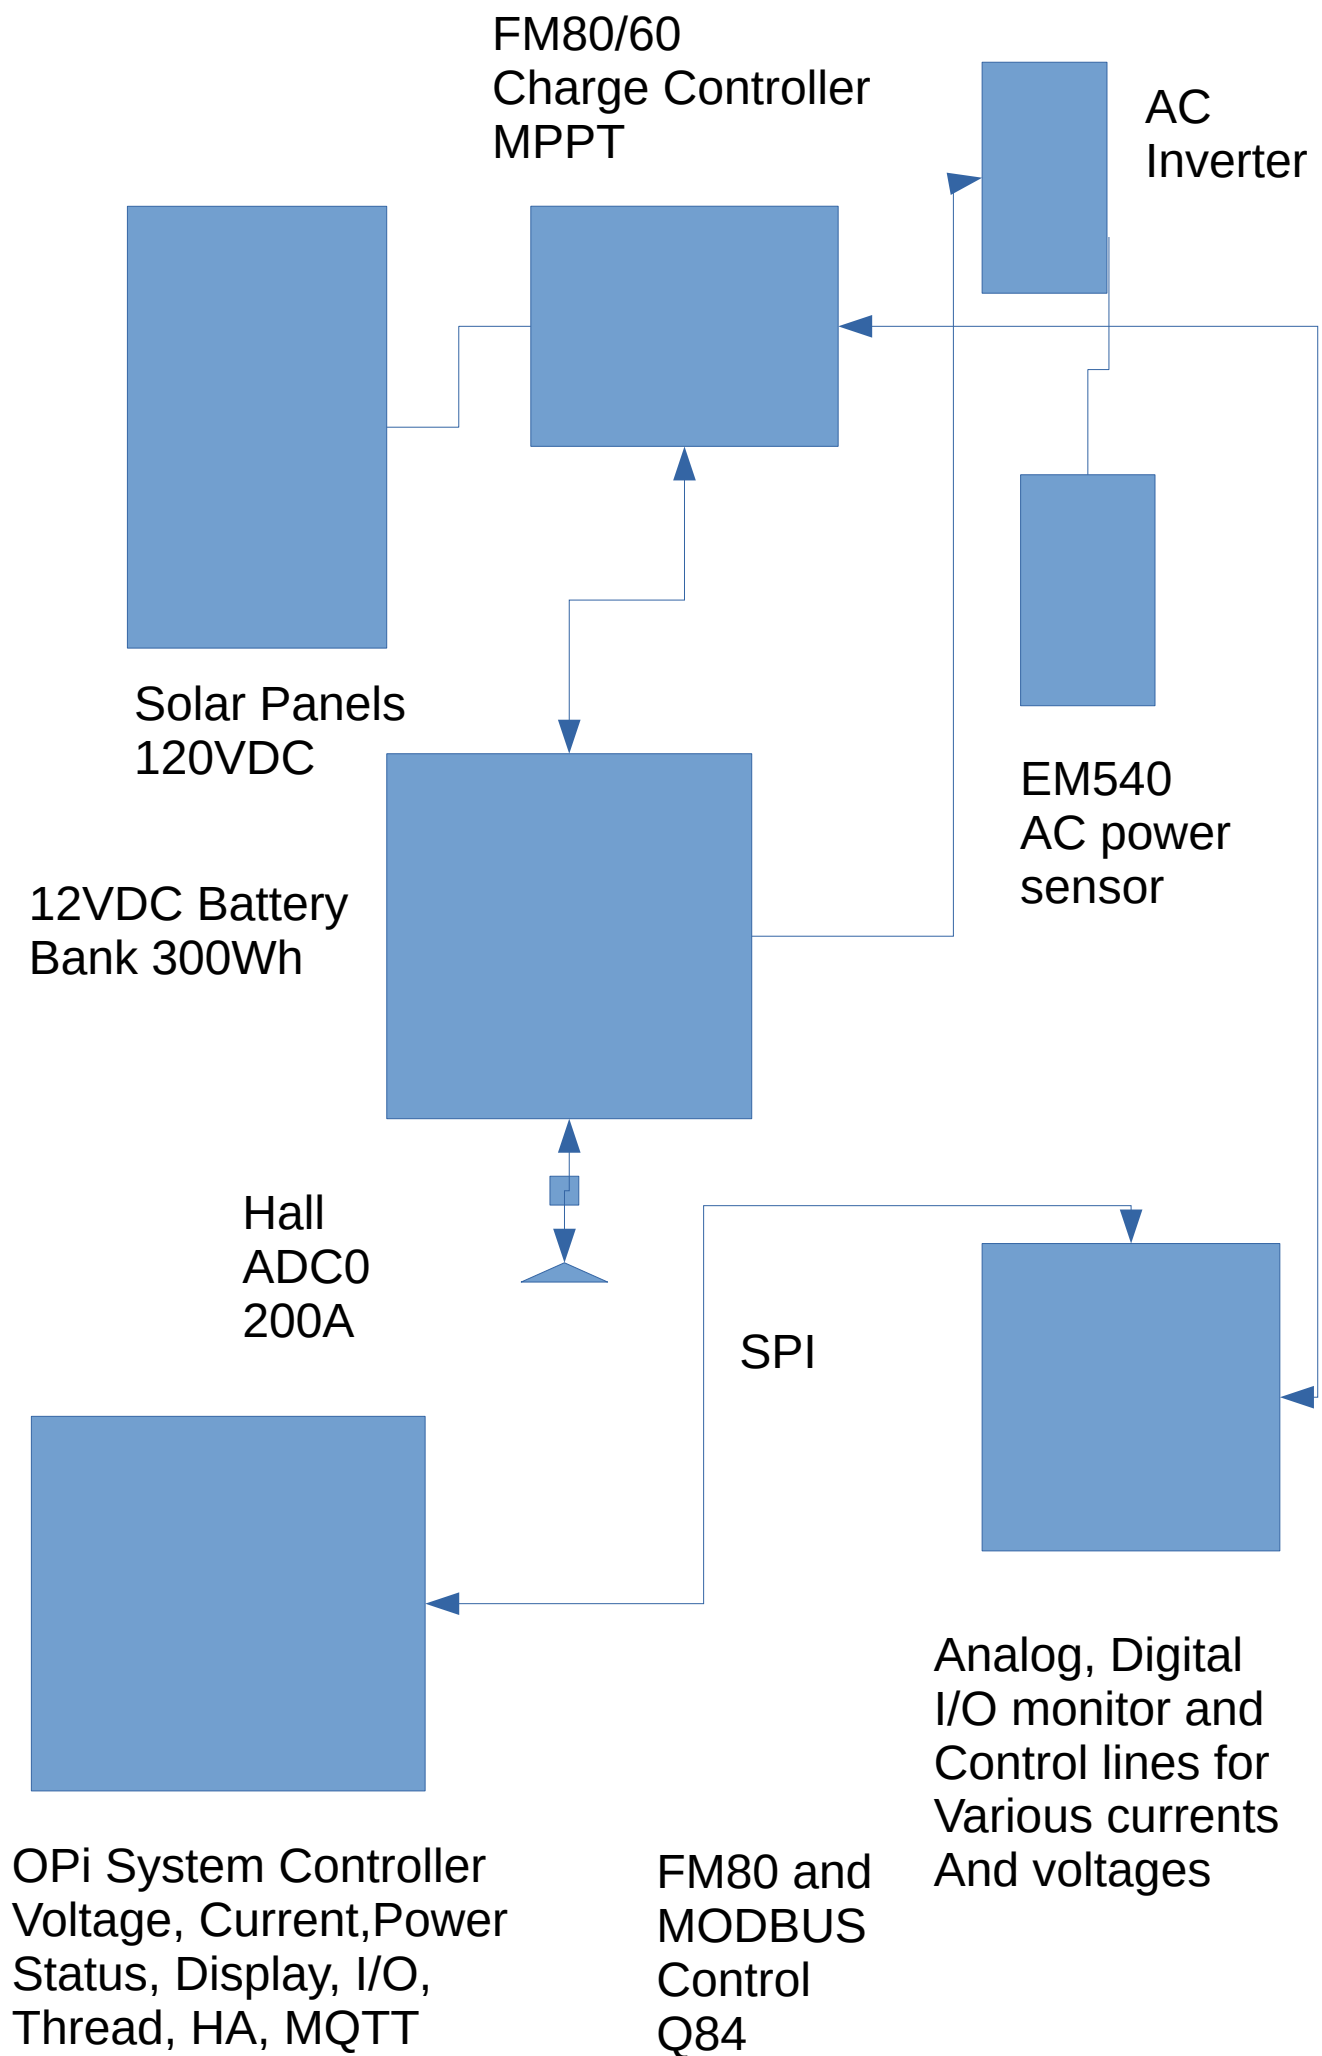 FM80/60
Charge Controller
MPPT
AC
Inverter
Solar Panels
120VDC
EM540
AC power
sensor
12VDC Battery
Bank 300Wh
Hall
ADC0
200A
SPI
Analog, Digital
I/O monitor and
Control lines for
Various currents
And voltages
OPi System Controller
Voltage, Current,Power
Status, Display, I/O,
Thread, HA, MQTT
FM80 and
MODBUS
Control
Q84